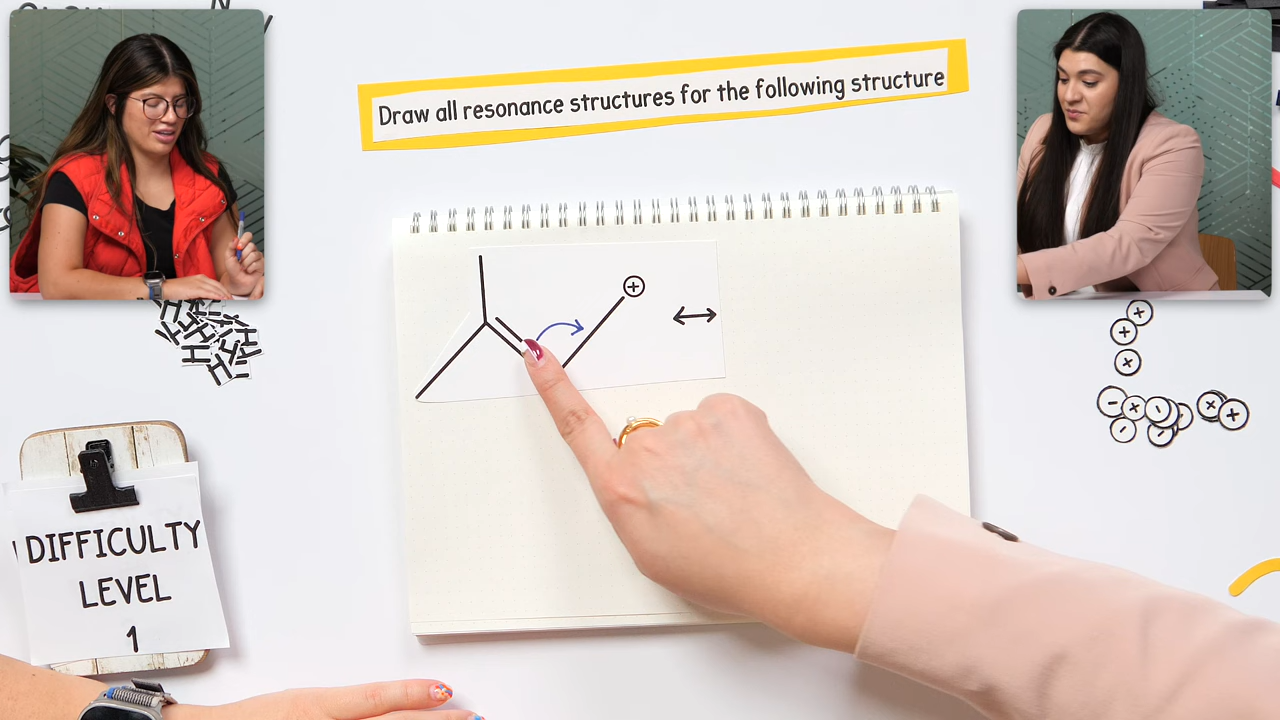 Draw all resonance structures for the following structure
DIFFICULTY
LEVEL
1